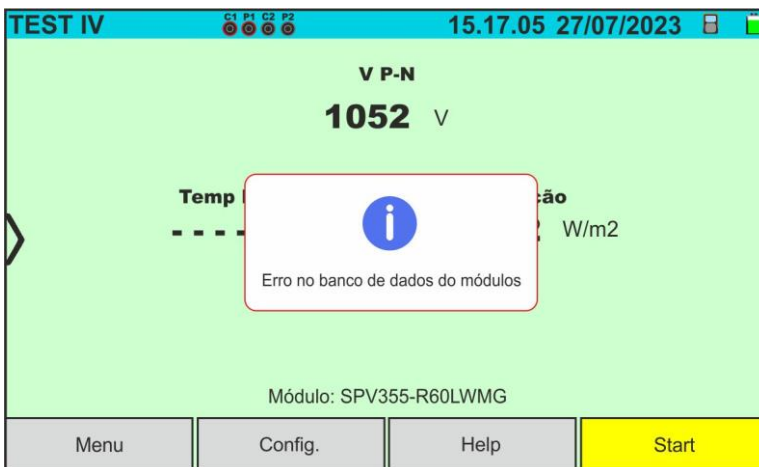 TEST IV C1 P1 C2 P2 15.17.05 27/07/2023
V P-N
1052 V
Temp ção
- - - - W/m2
Erro no banco de dados do módulos
Módulo: SPV355-R60LWMG
Menu Config. Help Start